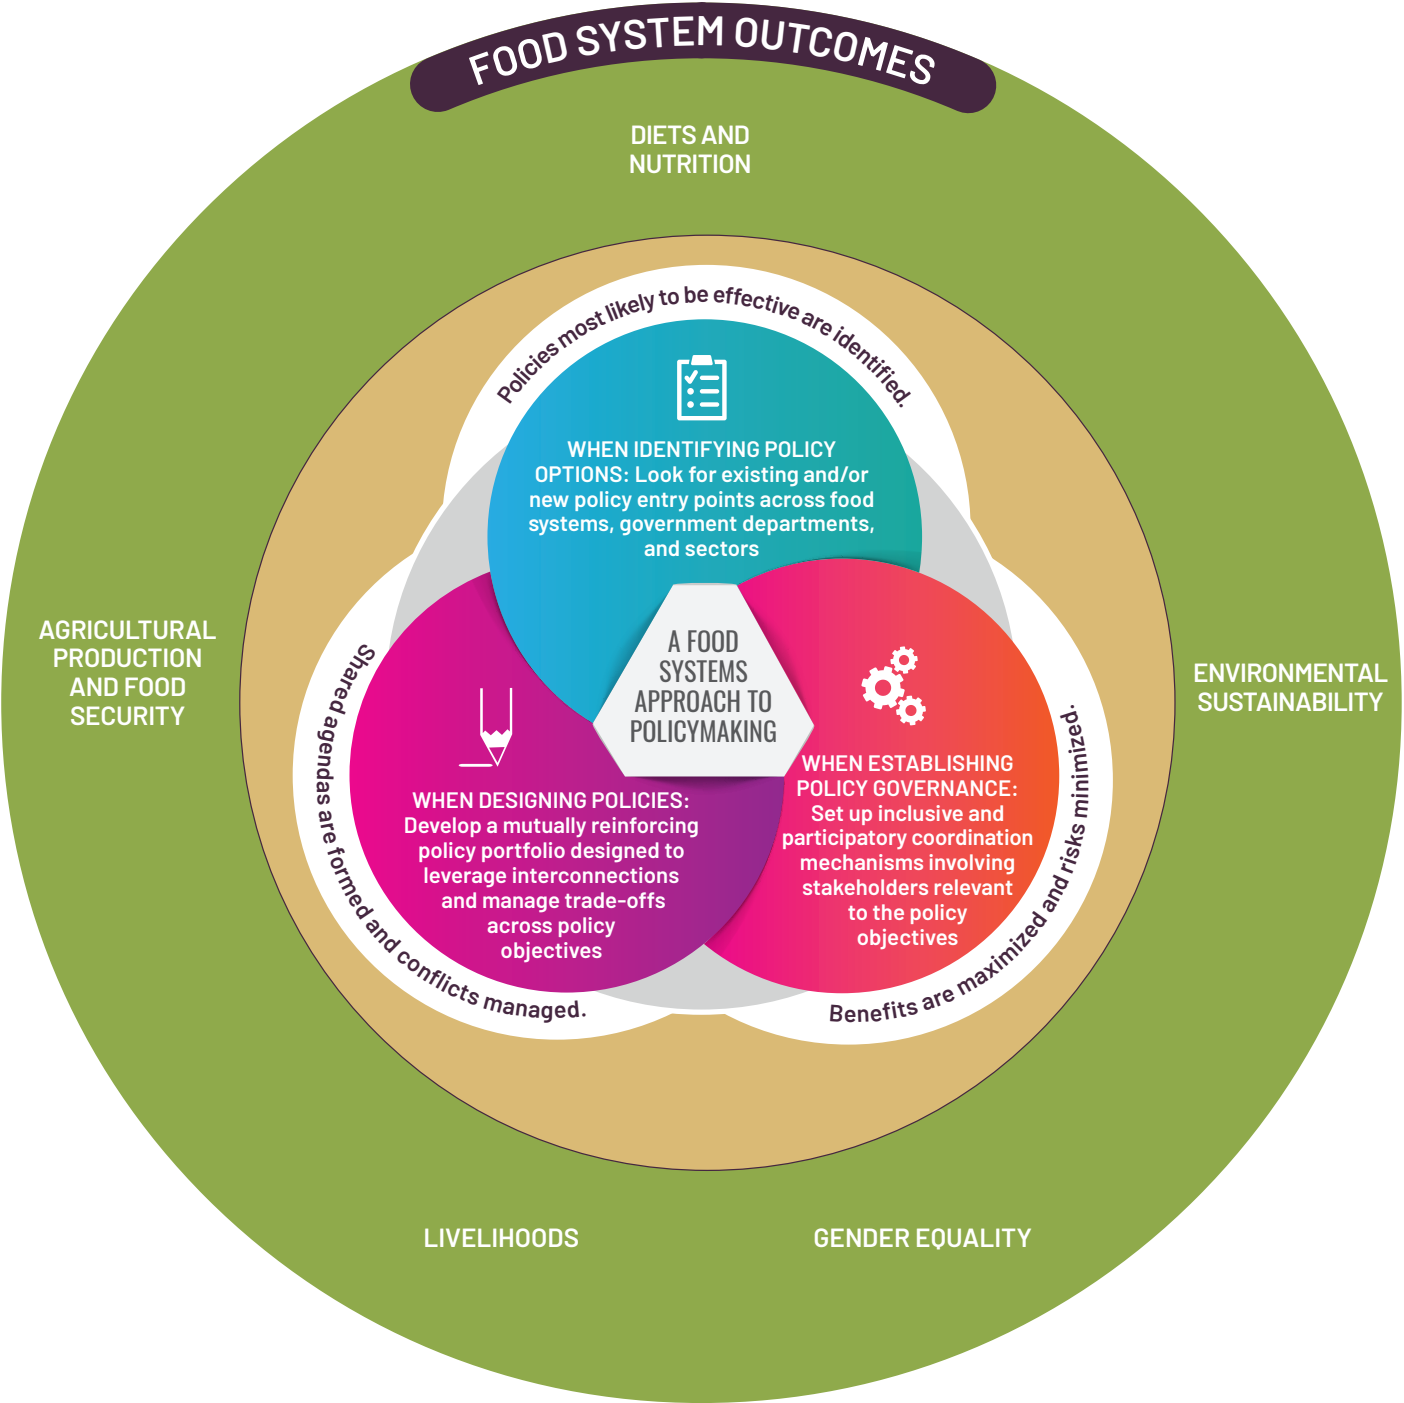 FOOD SYSTEM OUTCOMES
DIETS AND
NUTRITION
Policies most likely to be effective are identified.
WHEN IDENTIFYING POLICY
OPTIONS: Look for existing and/or
new policy entry points across food
systems, government departments,
and sectors
AGRICULTURAL
PRODUCTION
AND FOOD
SECURITY
A FOOD
SYSTEMS
APPROACH TO
POLICYMAKING
ENVIRONMENTAL
SUSTAINABILITY
Shared agendas are formed and conflicts managed.
WHEN DESIGNING POLICIES:
Develop a mutually reinforcing
policy portfolio designed to
leverage interconnections
and manage trade-offs
across policy
objectives
WHEN ESTABLISHING
POLICY GOVERNANCE:
Set up inclusive and
participatory coordination
mechanisms involving
stakeholders relevant
to the policy
objectives
Benefits are maximized and risks minimized.
LIVELIHOODS
GENDER EQUALITY